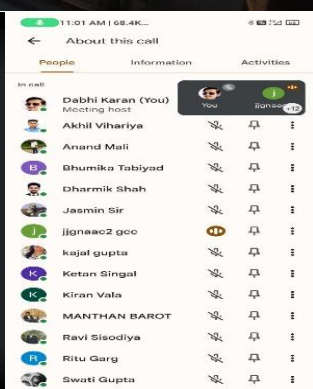 11:01 AM | 68.4K...
← About this call
People Information Activities
In call
Dabhi Karan (You)
Meeting host
You jjgnaac +12
Akhil Vihariya
Anand Mali
B Bhumika Tabiyad
Dharmik Shah
Jasmin Sir
j jjgnaac2 gcc
kajal gupta
K Ketan Singal
K Kiran Vala
MANTHAN BAROT
Ravi Sisodiya
R Ritu Garg
Swati Gupta